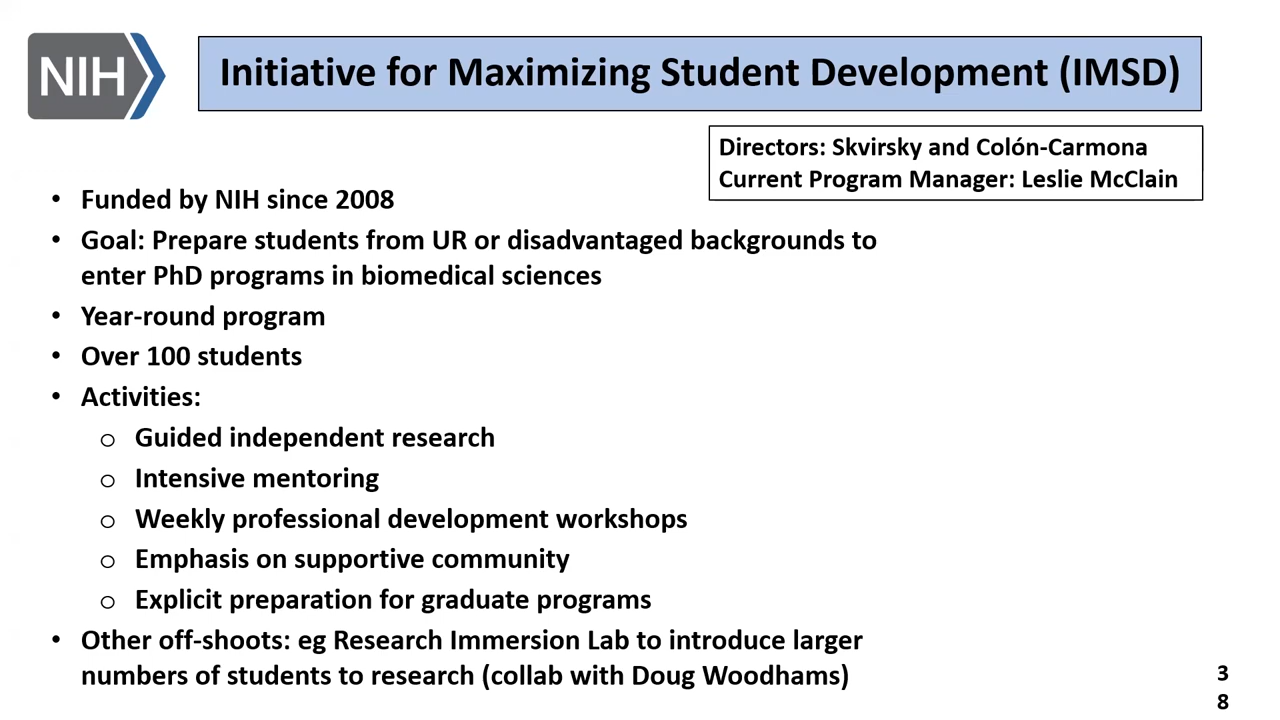 NIH
Initiative for Maximizing Student Development (IMSD)
Directors: Skvirsky and Colón-Carmona
Current Program Manager: Leslie McClain
• Funded by NIH since 2008
• Goal: Prepare students from UR or disadvantaged backgrounds to
enter PhD programs in biomedical sciences
• Year-round program
• Over 100 students
• Activities:
o Guided independent research
o Intensive mentoring
o Weekly professional development workshops
o Emphasis on supportive community
o Explicit preparation for graduate programs
• Other off-shoots: eg Research Immersion Lab to introduce larger
numbers of students to research (collab with Doug Woodhams)
3
8